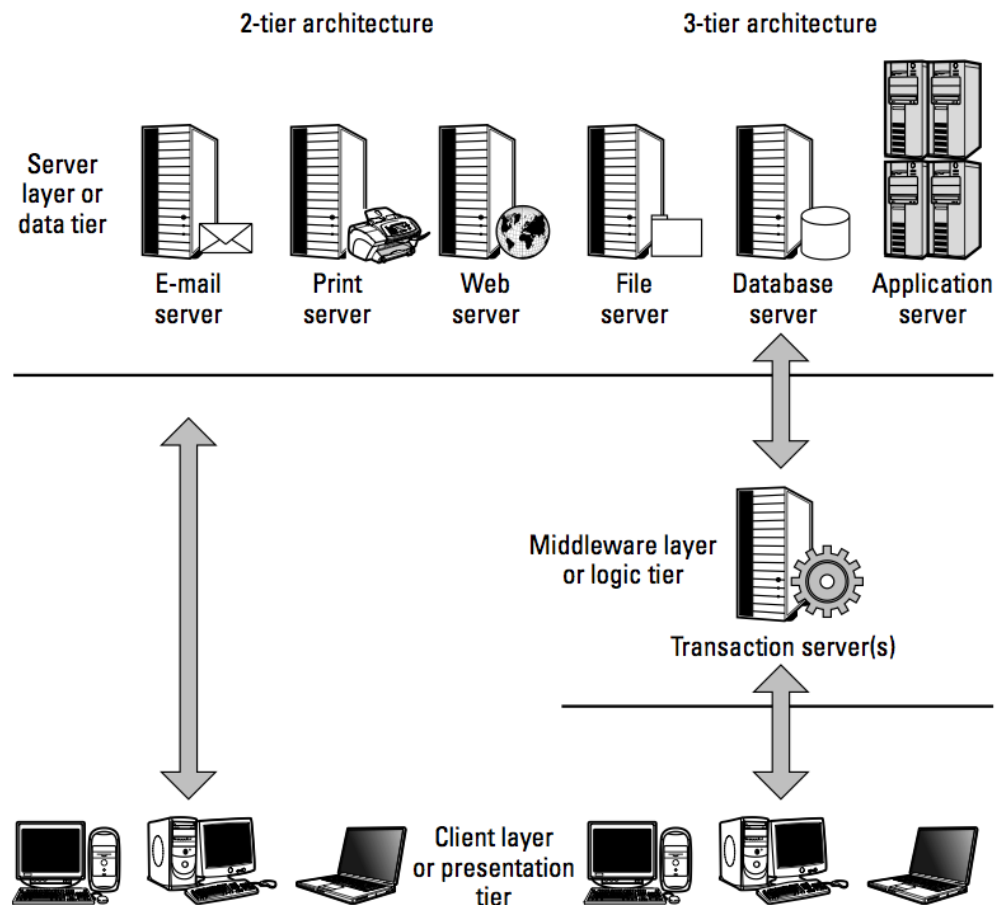 2-tier architecture
3-tier architecture
Server
layer or
data tier
E-mail
server
Print
server
Web
server
File
server
Database
server
Application
server
Middleware layer
or logic tier
Transaction server(s)
Client layer
or presentation
tier